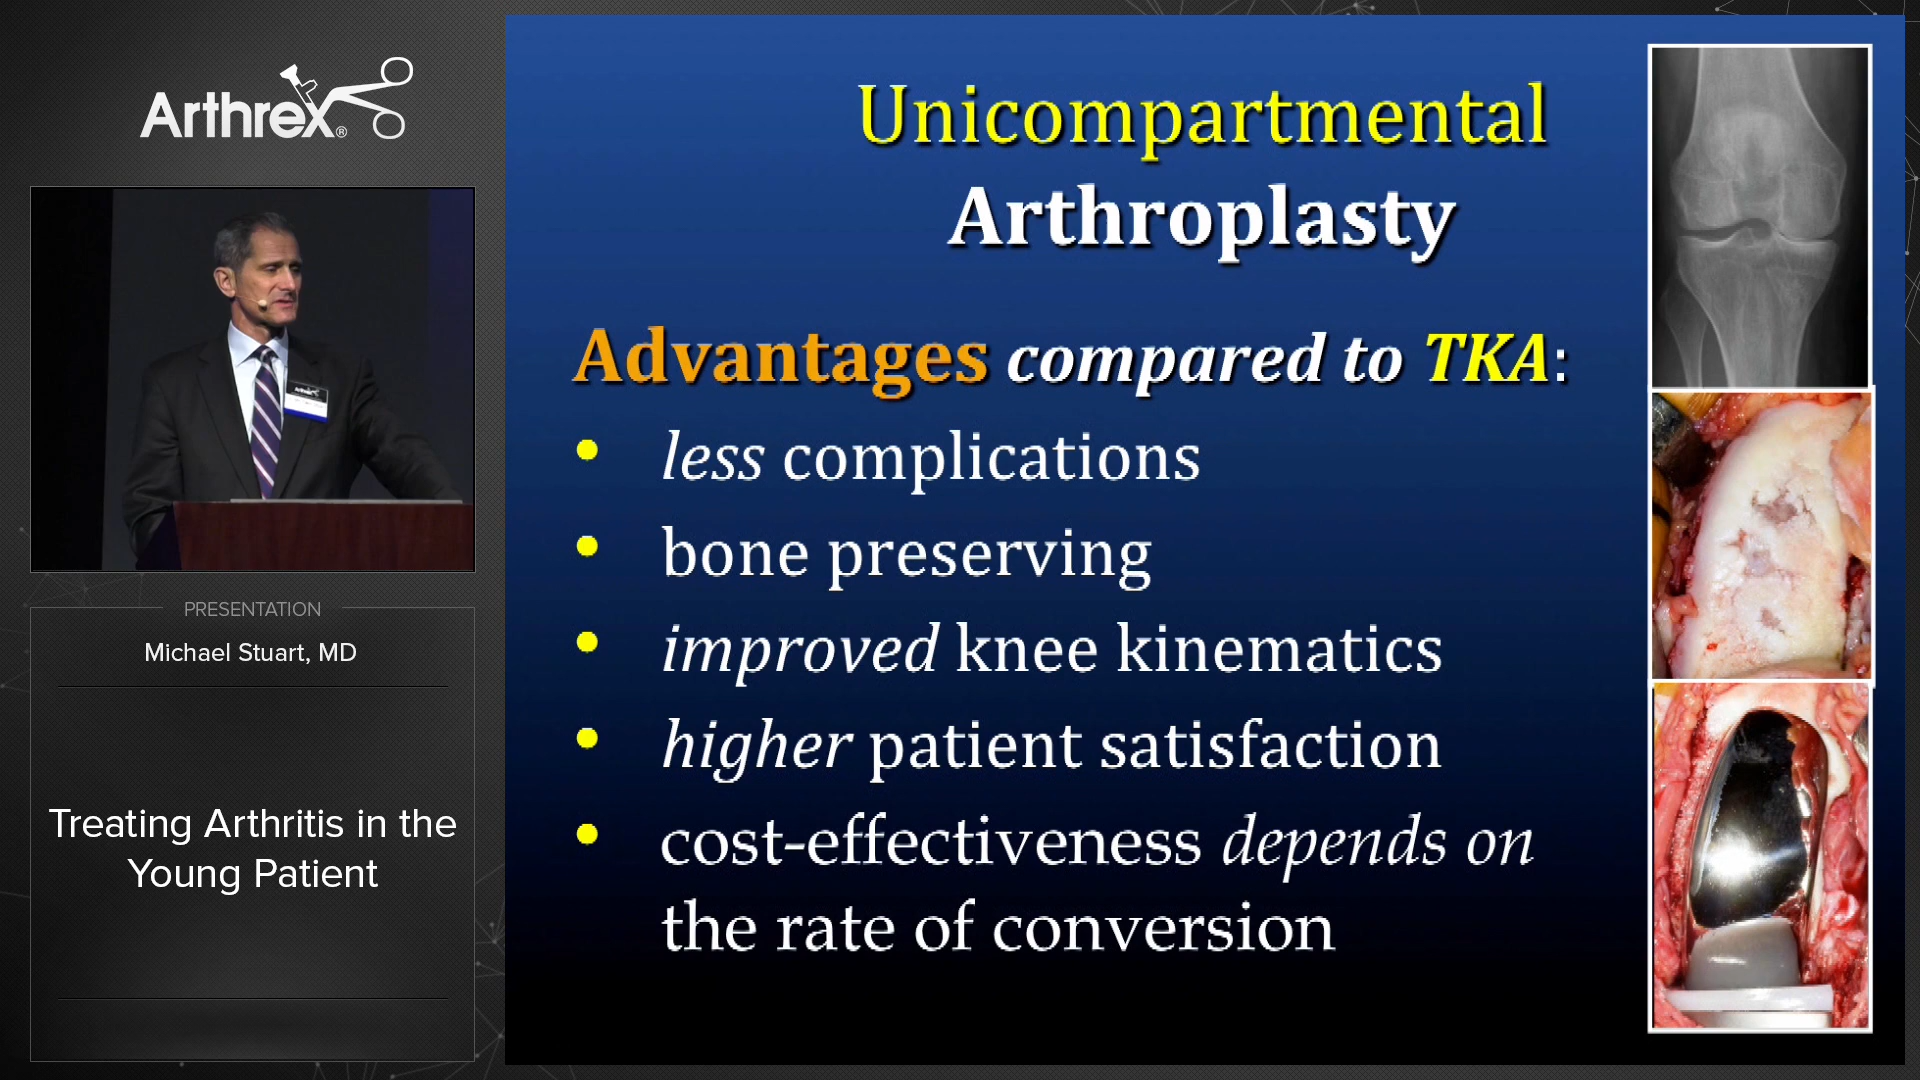 Arthrex®
Arthrex
PRESENTATION
Michael Stuart, MD
Treating Arthritis in the
Young Patient
Unicompartmental
Arthroplasty
Advantages compared to TKA:
• less complications
• bone preserving
• improved knee kinematics
• higher patient satisfaction
• cost-effectiveness depends on
the rate of conversion